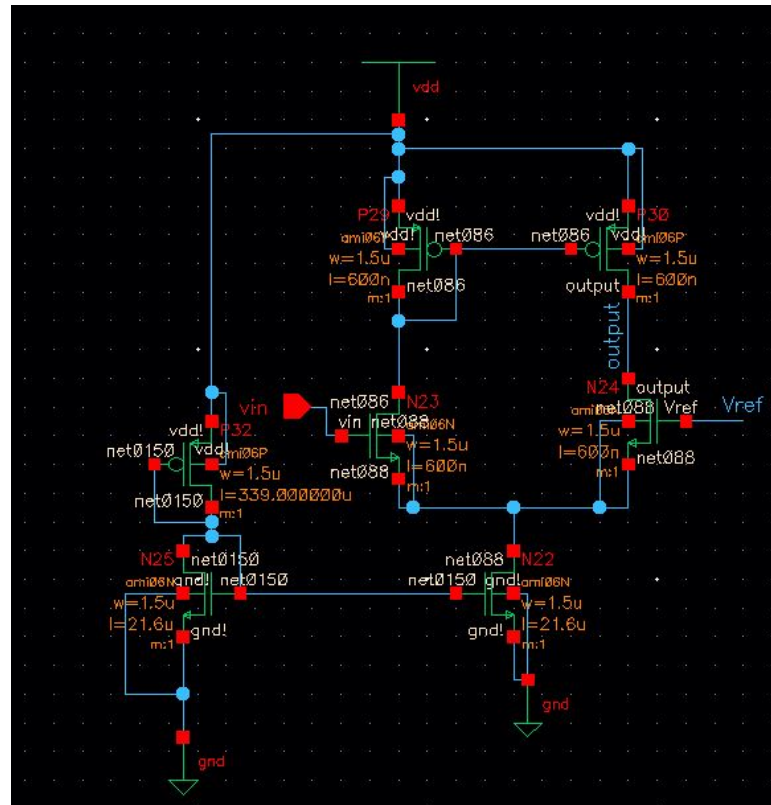 vdd
P29
vdd!
vdd!
net086
ami06P
w=1.5u
l=600n
net086
m:1
P30
vdd!
net086
vdd!
ami06P
w=1.5u
l=600n
output
m:1
output
vin
net086
N23
vin
net088
w=1.5u
net088
l=600n
m:1
N24
output
ami06N
net088
Vref
Vref
w=1.5u
l=600n
net088
m:1
P32
vdd!
net0150
vdd!
ami06P
w=1.5u
l=339.000000u
net0150
m:1
N25
net0150
ami06N
gnd!
net0150
w=1.5u
l=21.6u
gnd!
m:1
net088
N22
net0150
gnd!
ami06N
w=1.5u
l=21.6u
gnd!
m:1
gnd
gnd